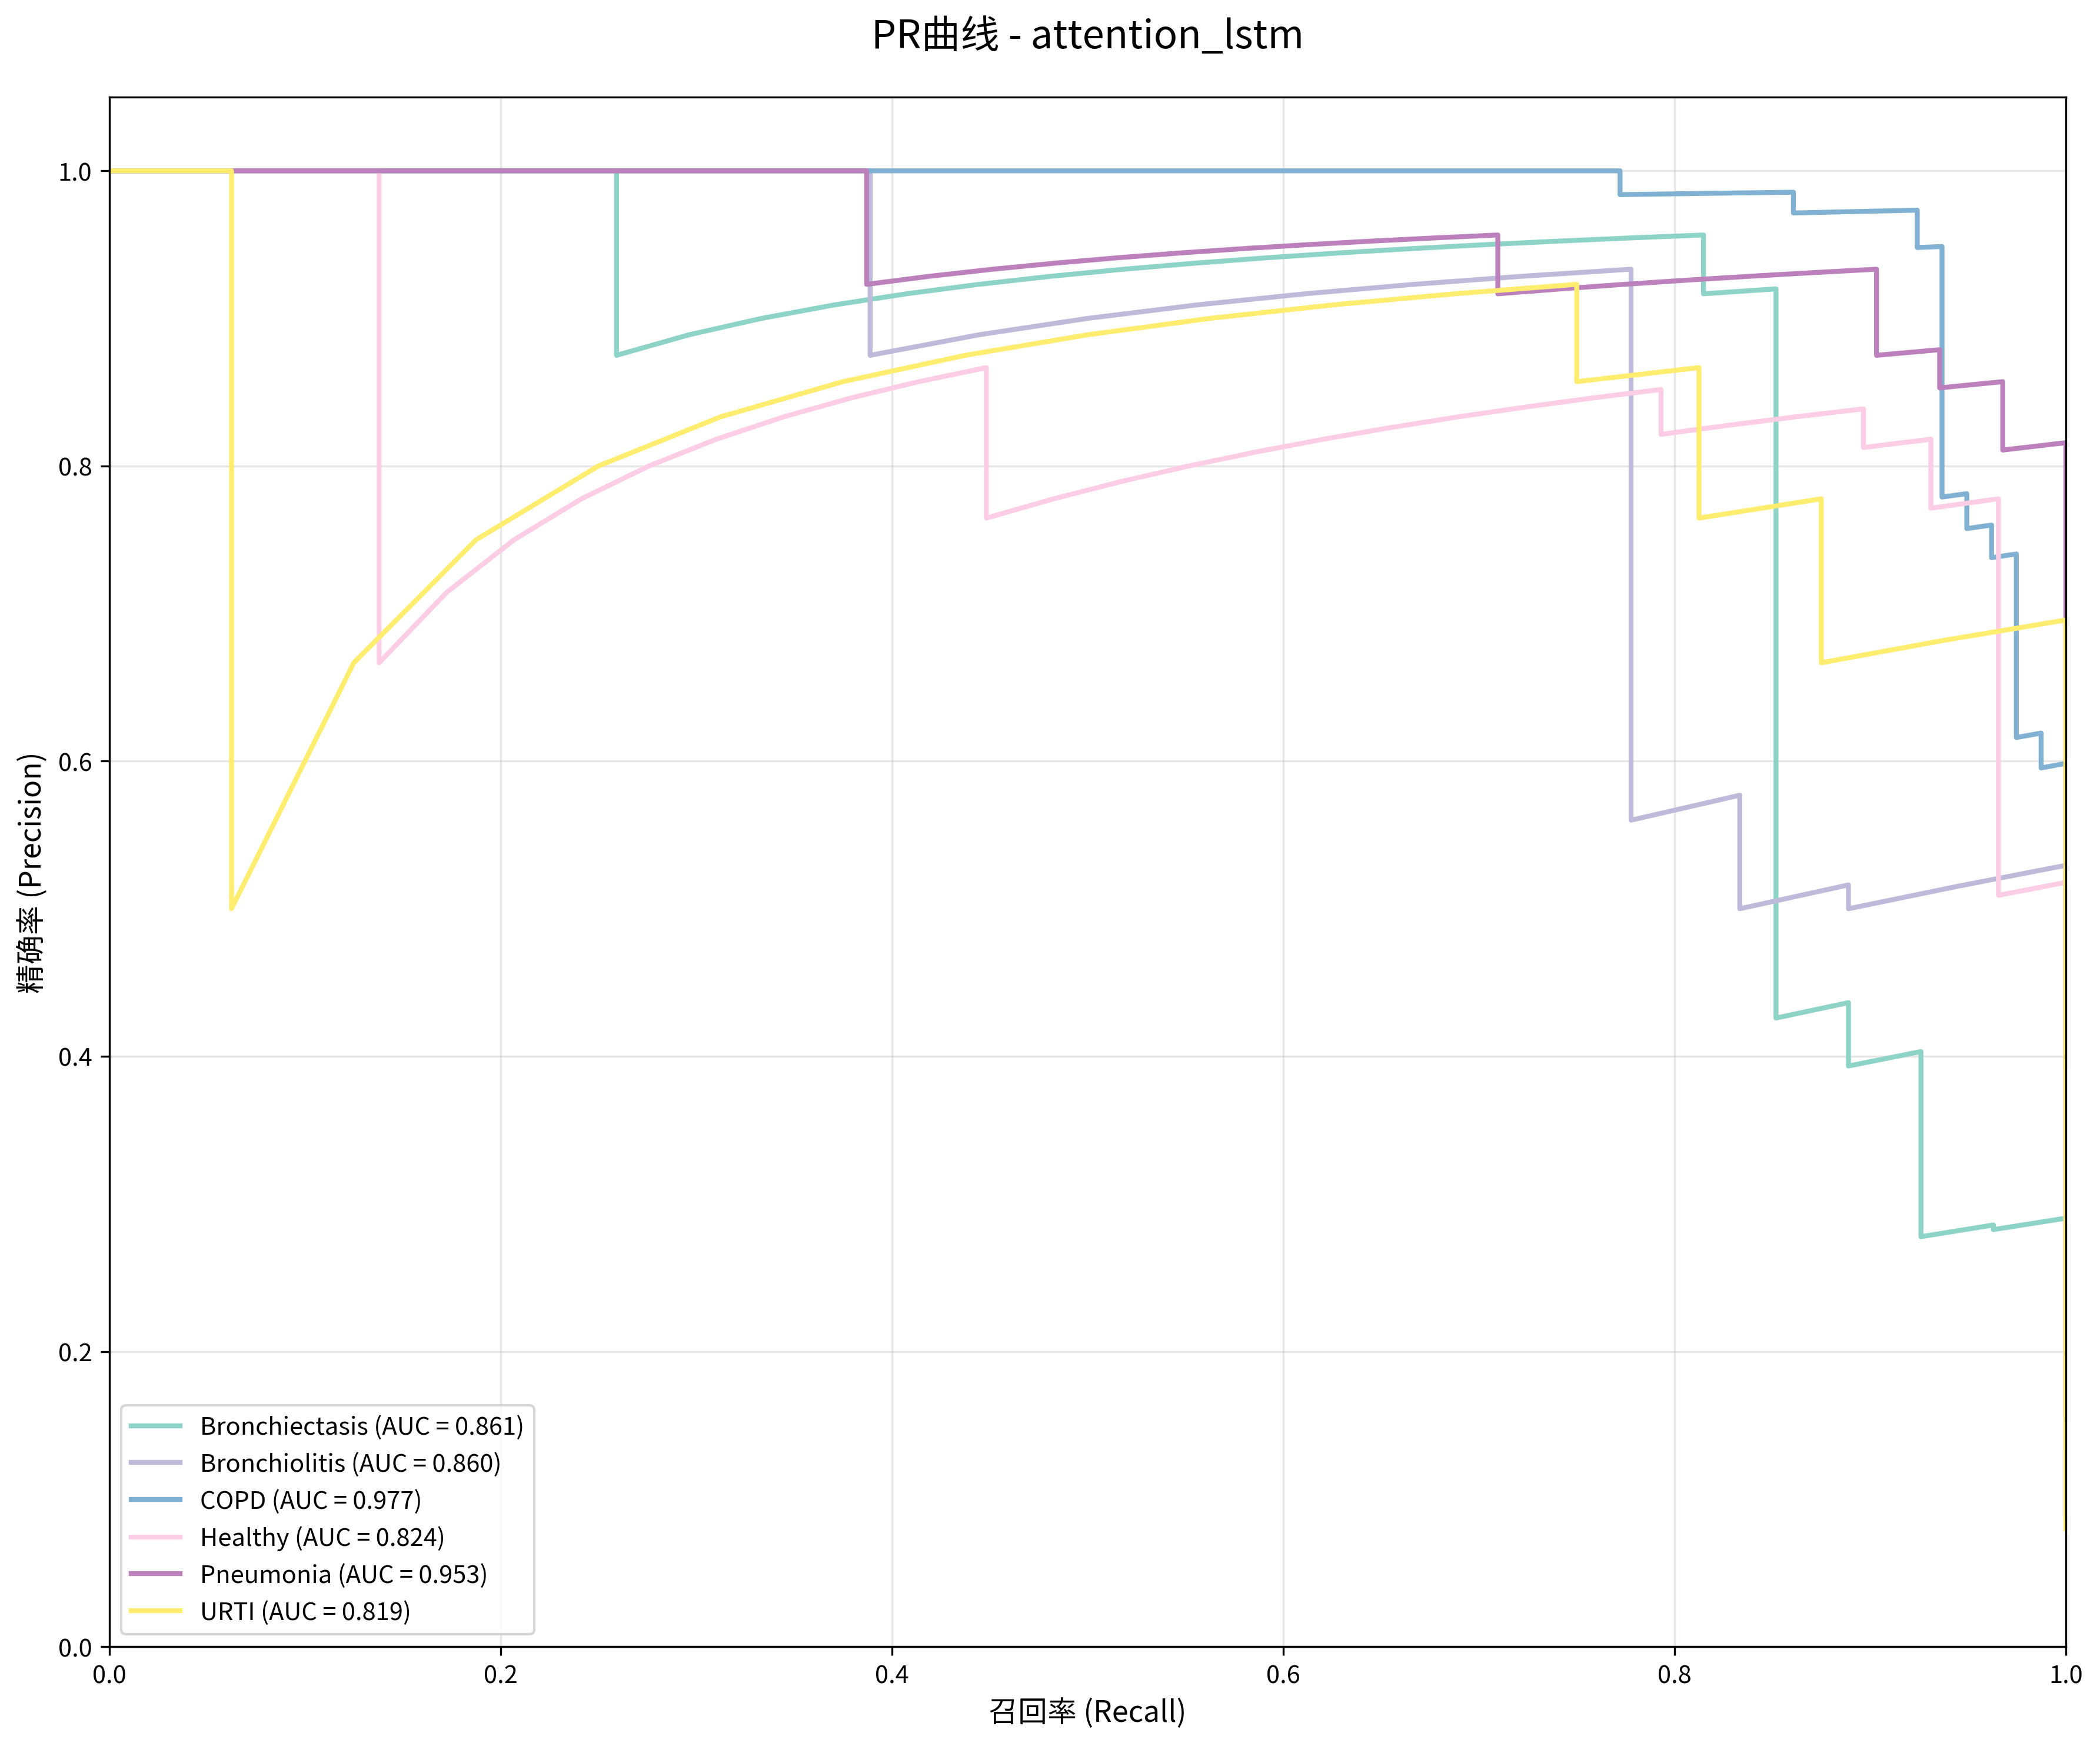 PR曲线 - attention_lstm
精确率 (Precision)
1.0
0.8
0.6
0.4
0.2
0.0
Bronchiectasis (AUC = 0.861)
Bronchiolitis (AUC = 0.860)
COPD (AUC = 0.977)
Healthy (AUC = 0.824)
Pneumonia (AUC = 0.953)
URTI (AUC = 0.819)
0.0 0.2 0.4 0.6 0.8 1.0
召回率 (Recall)